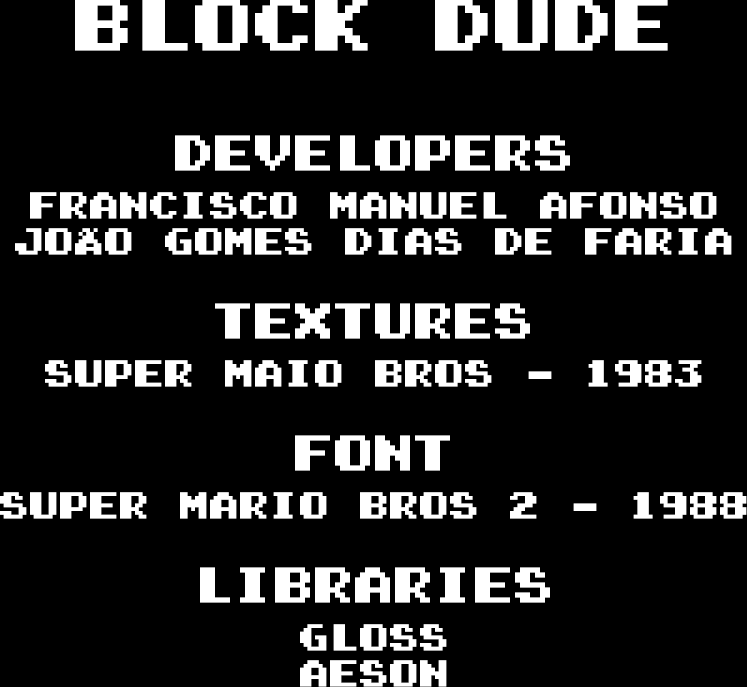 BLOCK DUDE
DEVELOPERS
FRANCISCO MANUEL AFONSO
JOÃO GOMES DIAS DE FARIA
TEXTURES
SUPER MAIO BROS - 1983
FONT
SUPER MARIO BROS 2 - 1988
LIBRARIES
GLOSS
AESON